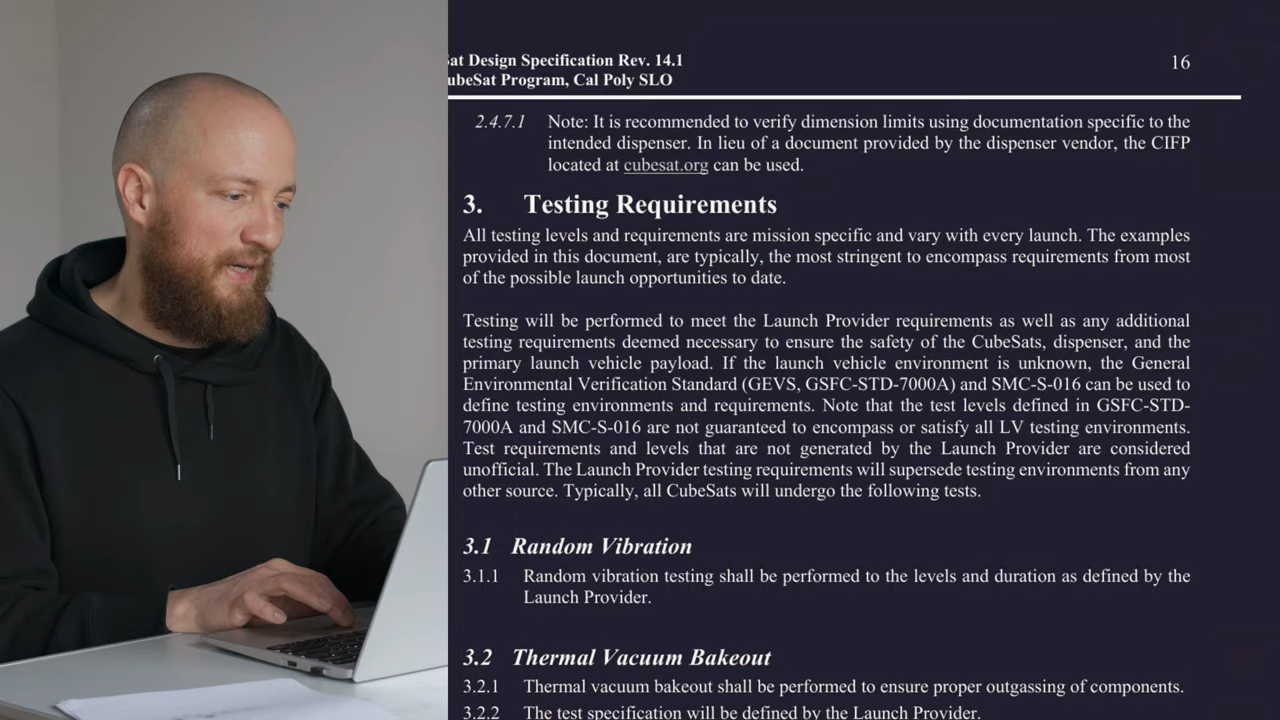 Design Specification Rev. 14.1
Program, Cal Poly SLO
16
2.4.7.1 Note: It is recommended to verify dimension limits using documentation specific to the
intended dispenser. In lieu of a document provided by the dispenser vendor, the CIFP
located at cubesat.org can be used.
3. Testing Requirements
All testing levels and requirements are mission specific and vary with every launch. The examples
provided in this document, are typically, the most stringent to encompass requirements from most
of the possible launch opportunities to date.
Testing will be performed to meet the Launch Provider requirements as well as any additional
testing requirements deemed necessary to ensure the safety of the CubeSats, dispenser, and the
primary launch vehicle payload. If the launch vehicle environment is unknown, the General
Environmental Verification Standard (GEVS, GSFC-STD-7000A) and SMC-S-016 can be used to
define testing environments and requirements. Note that the test levels defined in GSFC-STD-
7000A and SMC-S-016 are not guaranteed to encompass or satisfy all LV testing environments.
Test requirements and levels that are not generated by the Launch Provider are considered
unofficial. The Launch Provider testing requirements will supersede testing environments from any
other source. Typically, all CubeSats will undergo the following tests.
3.1 Random Vibration
3.1.1 Random vibration testing shall be performed to the levels and duration as defined by the
Launch Provider.
3.2 Thermal Vacuum Bakeout
3.2.1 Thermal vacuum bakeout shall be performed to ensure proper outgassing of components.
3.2.2 The test specification will be defined by the Launch Provider.